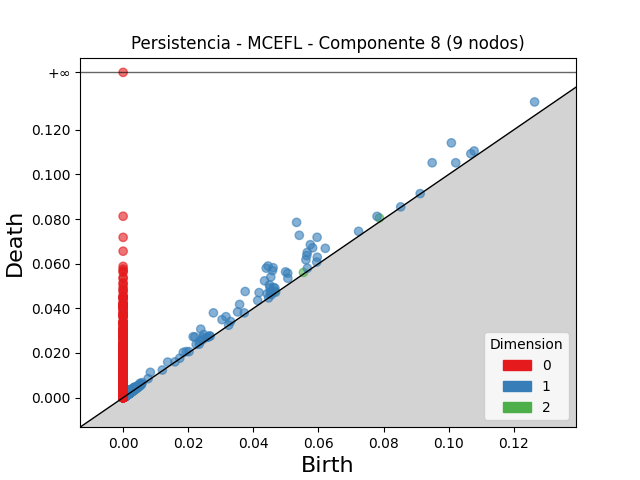 Persistencia - MCEFL - Componente 8 (9 nodos)
+∞
0.120
0.100
0.080
0.060
0.040
0.020
0.000
Death
Dimension
0
1
2
0.00 0.02 0.04 0.06 0.08 0.10 0.12
Birth